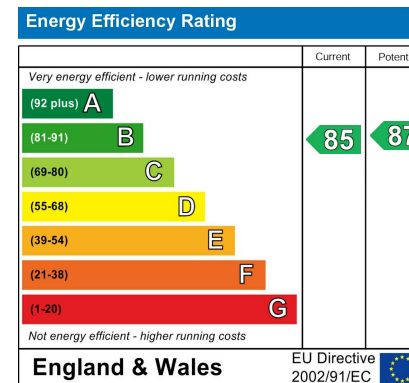 Energy Efficiency Rating
Current Potent
Very energy efficient - lower running costs
(92 plus) A
(81-91) B
85 87
(69-80) C
(55-68) D
(39-54) E
(21-38) F
(1-20) G
Not energy efficient - higher running costs
England & Wales
EU Directive
2002/91/EC